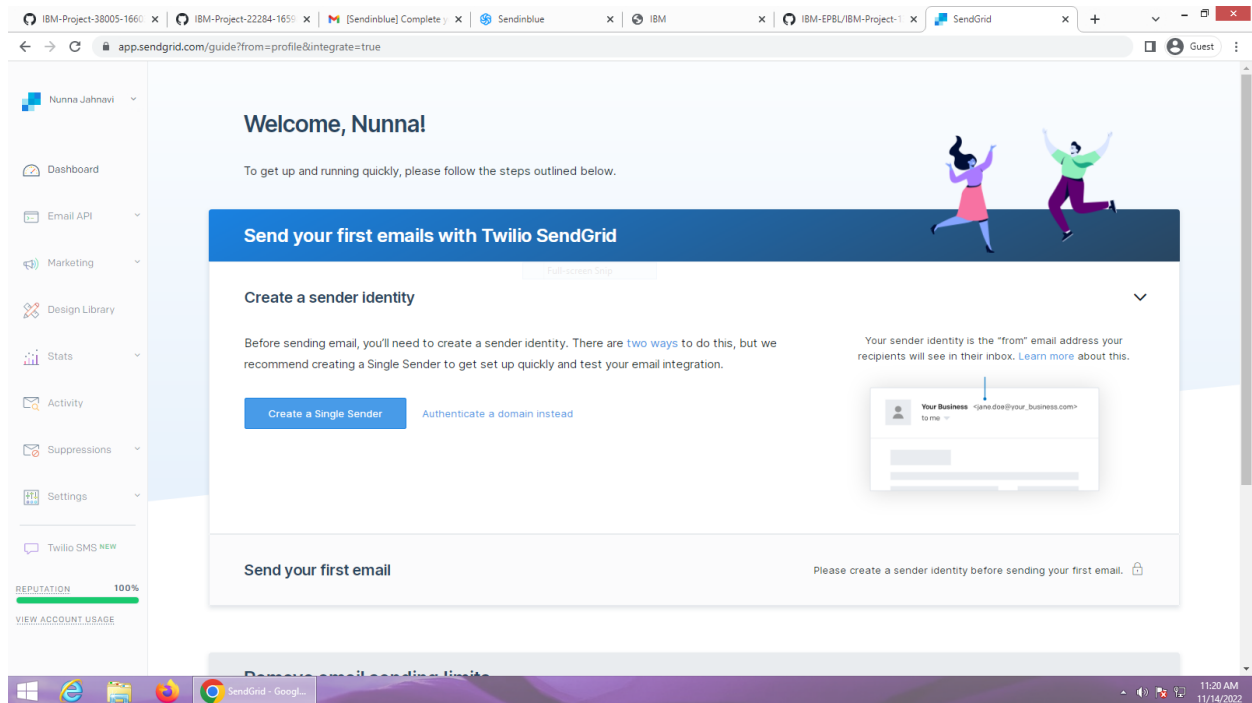 IBM-Project-38005-1660
IBM-Project-22284-1659
[Sendinblue] Complete y
Sendinblue
IBM
IBM-EPBL/IBM-Project-1
SendGrid
app.sendgrid.com/guide?from=profile&integrate=true
Guest
Nunna Jahnavi
Dashboard
Email API
Marketing
Design Library
Stats
Activity
Suppressions
Settings
Twilio SMS NEW
REPUTATION 100%
VIEW ACCOUNT USAGE
Welcome, Nunna!
To get up and running quickly, please follow the steps outlined below.
Send your first emails with Twilio SendGrid
Full-screen Snip
Create a sender identity
Before sending email, you'll need to create a sender identity. There are two ways to do this, but we
recommend creating a Single Sender to get set up quickly and test your email integration.
Create a Single Sender
Authenticate a domain instead
Your sender identity is the "from" email address your
recipients will see in their inbox. Learn more about this.
Your Business <jane.doe@your_business.com>
to me
Send your first email
Please create a sender identity before sending your first email.
Remove email sending limits
SendGrid - Googl...
11:20 AM
11/14/2022